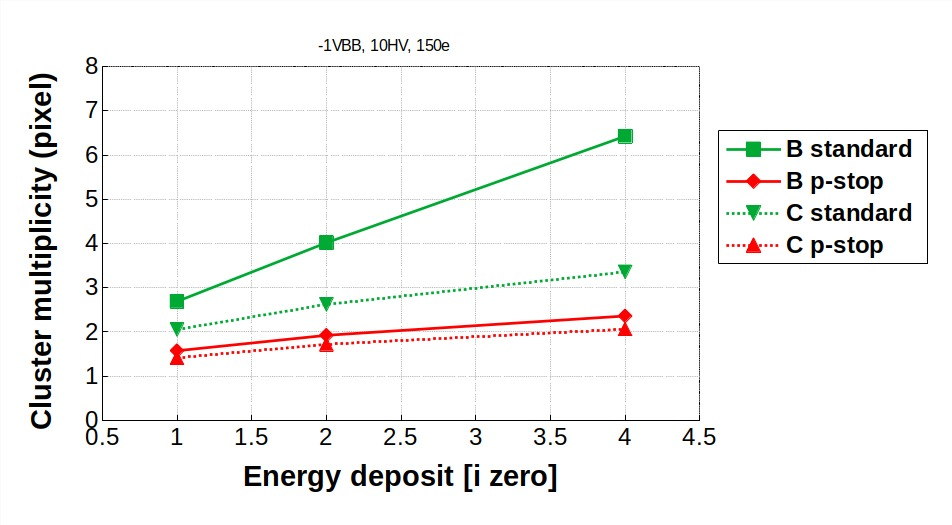 -1VBB, 10HV, 150e
Cluster multiplicity (pixel)
8
7
6
5
4
3
2
1
0
0.5 1 1.5 2 2.5 3 3.5 4 4.5
Energy deposit [i zero]
B standard
B p-stop
C standard
C p-stop